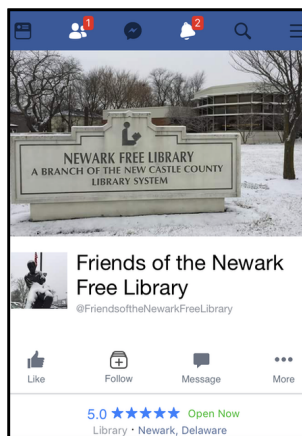 1
2
NEWARK FREE LIBRARY
A BRANCH OF THE NEW CASTLE COUNTY
LIBRARY SYSTEM
Friends of the Newark
Free Library
@FriendsoftheNewarkFreeLibrary
Like
Follow
Message
More
5.0 ★★★★★ Open Now
Library · Newark, Delaware